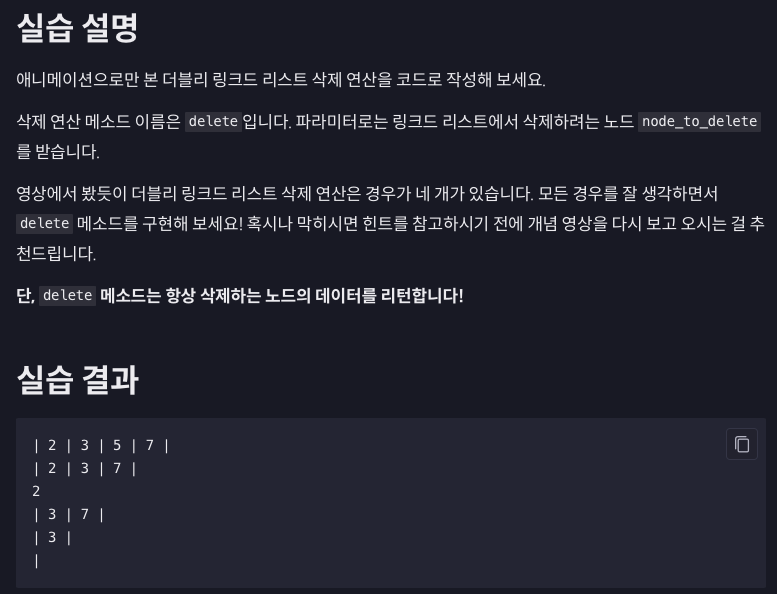 실습 설명
애니메이션으로만 본 더블리 링크드 리스트 삭제 연산을 코드로 작성해 보세요.
삭제 연산 메소드 이름은 delete입니다. 파라미터로는 링크드 리스트에서 삭제하려는 노드 node_to_delete
를 받습니다.
영상에서 봤듯이 더블리 링크드 리스트 삭제 연산은 경우가 네 개가 있습니다. 모든 경우를 잘 생각하면서
delete 메소드를 구현해 보세요! 혹시나 막히시면 힌트를 참고하시기 전에 개념 영상을 다시 보고 오시는 걸 추
천드립니다.
단, delete 메소드는 항상 삭제하는 노드의 데이터를 리턴합니다!
실습 결과
| 2 | 3 | 5 | 7 |
| 2 | 3 | 7 |
2
| 3 | 7 |
| 3 |
|